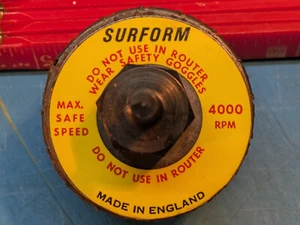 SURFORM
DO NOT USE IN ROUTER
WEAR SAFETY GOGGLES
MAX.
SAFE
SPEED
4000
RPM
DO NOT USE IN ROUTER
MADE IN ENGLAND